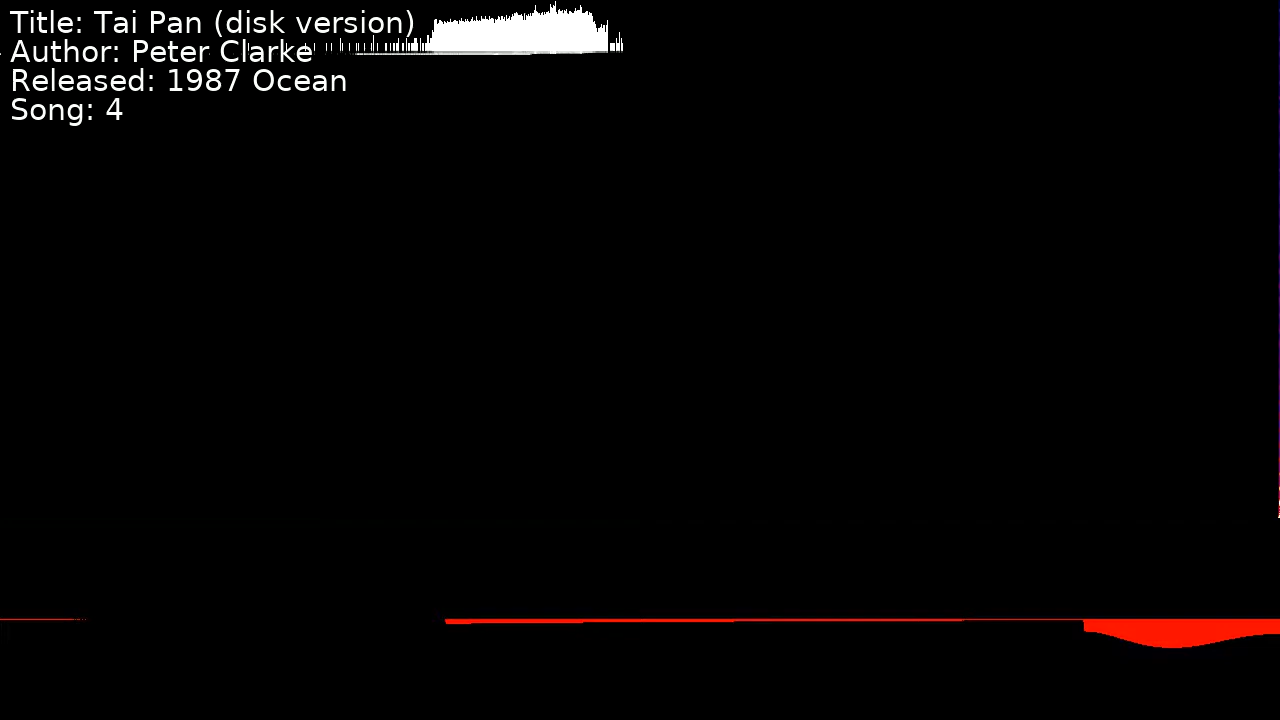 Title: Tai Pan (disk version)
Author: Peter Clarke
Released: 1987 Ocean
Song: 4